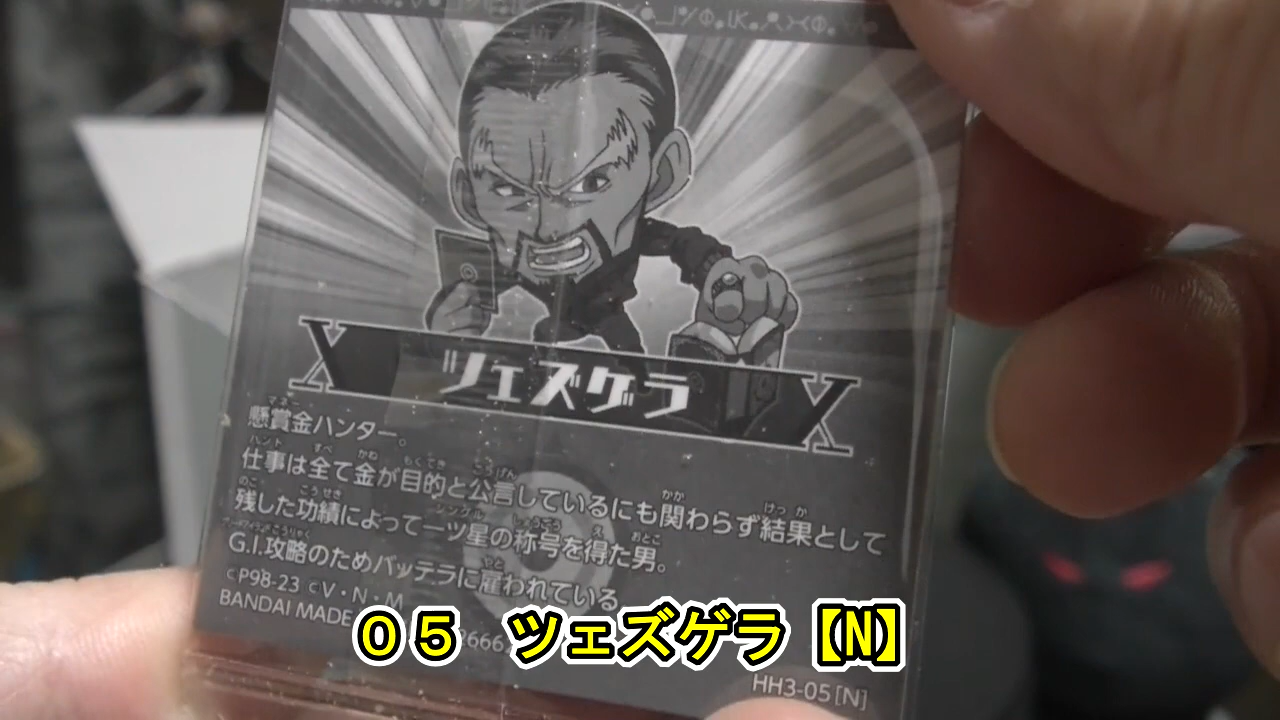 ツェズゲラ
懸賞金ハンター。
仕事は全て金が目的と公言しているにも関わらず結果として
残した功績によって一ツ星の称号を得た男。
G.I.攻略のためバッテラに雇われている
©P98-23 ©V・N・M
BANDAI MADE
2666
05 ツェズゲラ【N】
HH3-05[N]